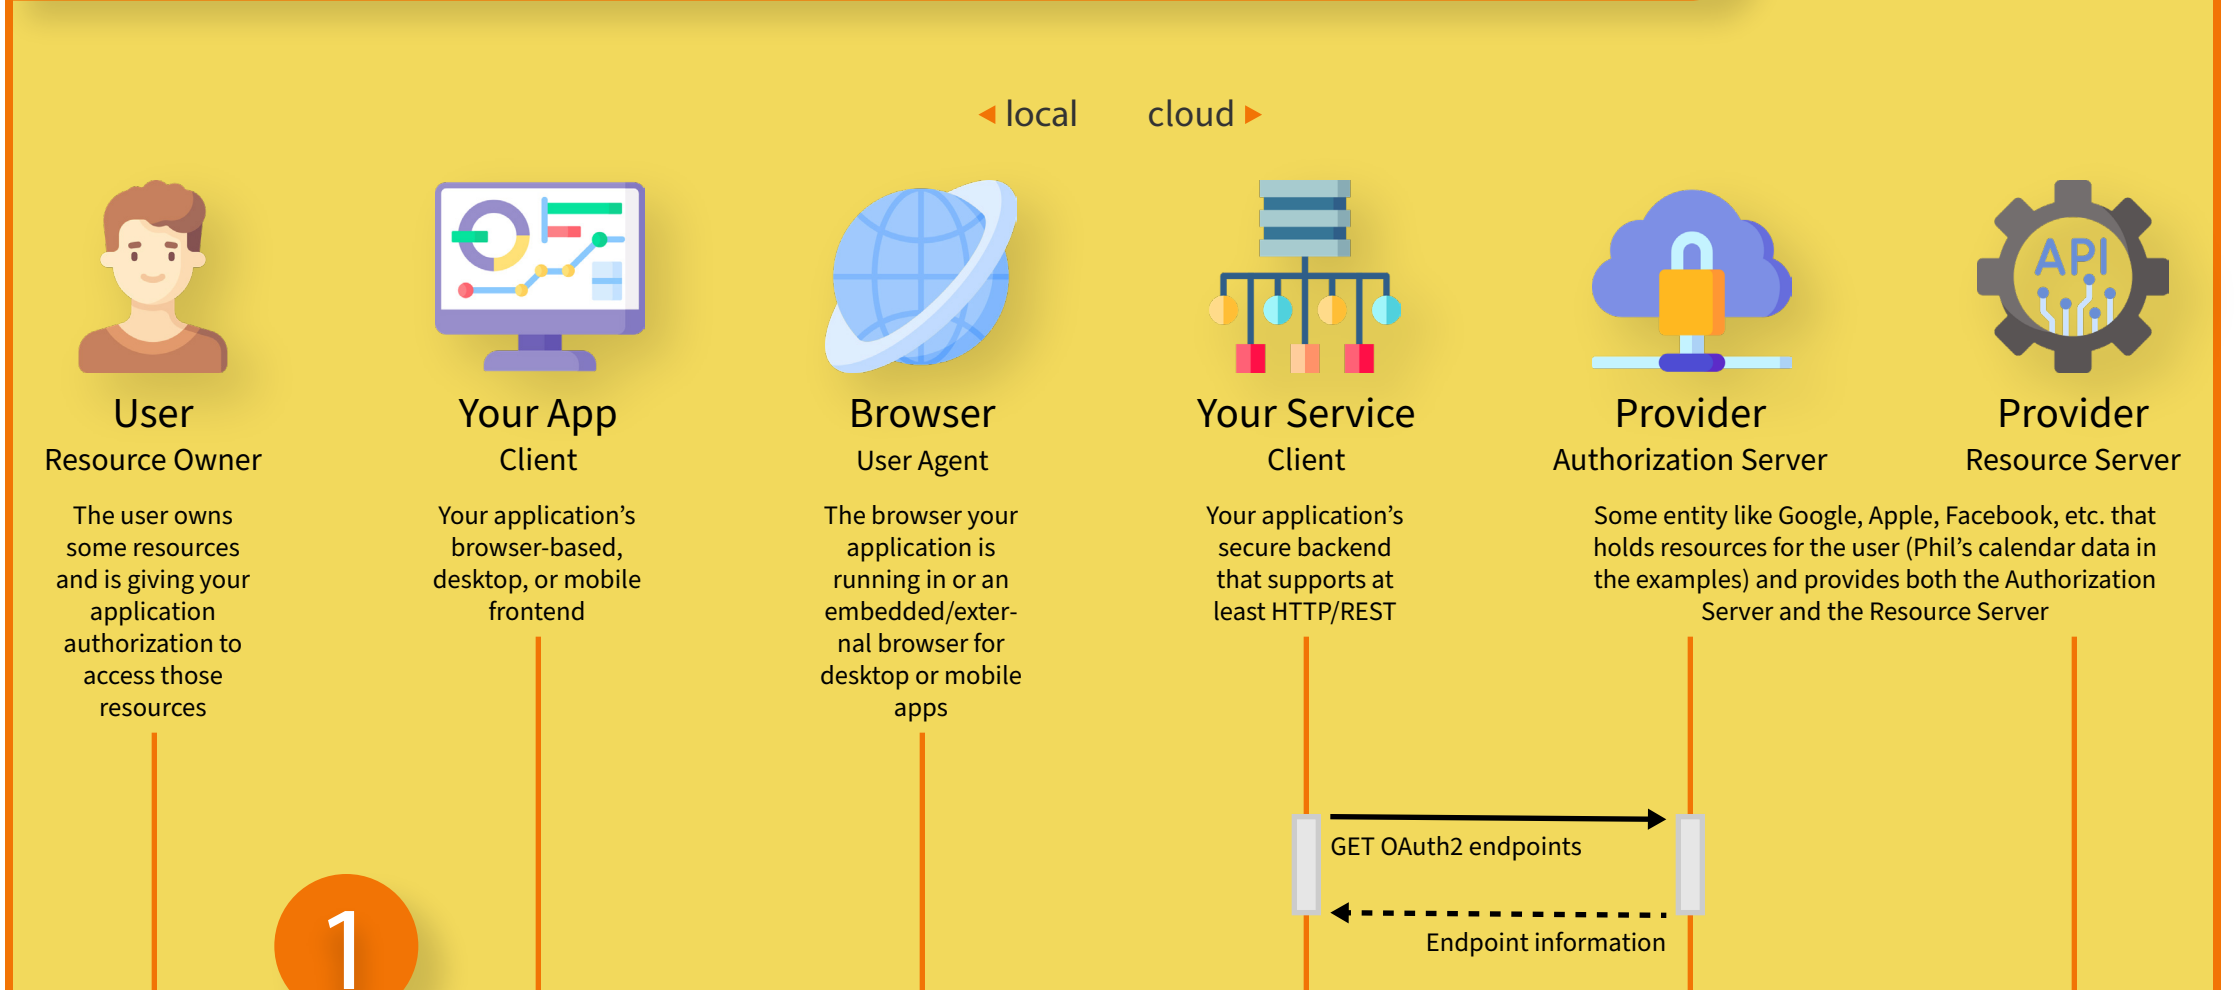 local
cloud
API
User
Resource Owner
The user owns
some resources
and is giving your
application
authorization to
access those
resources
Your App
Client
Your application’s
browser-based,
desktop, or mobile
frontend
Browser
User Agent
The browser your
application is
running in or an
embedded/exter-
nal browser for
desktop or mobile
apps
Your Service
Client
Your application’s
secure backend
that supports at
least HTTP/REST
Provider
Authorization Server
Provider
Resource Server
Some entity like Google, Apple, Facebook, etc. that
holds resources for the user (Phil’s calendar data in
the examples) and provides both the Authorization
Server and the Resource Server
GET OAuth2 endpoints
Endpoint information
1